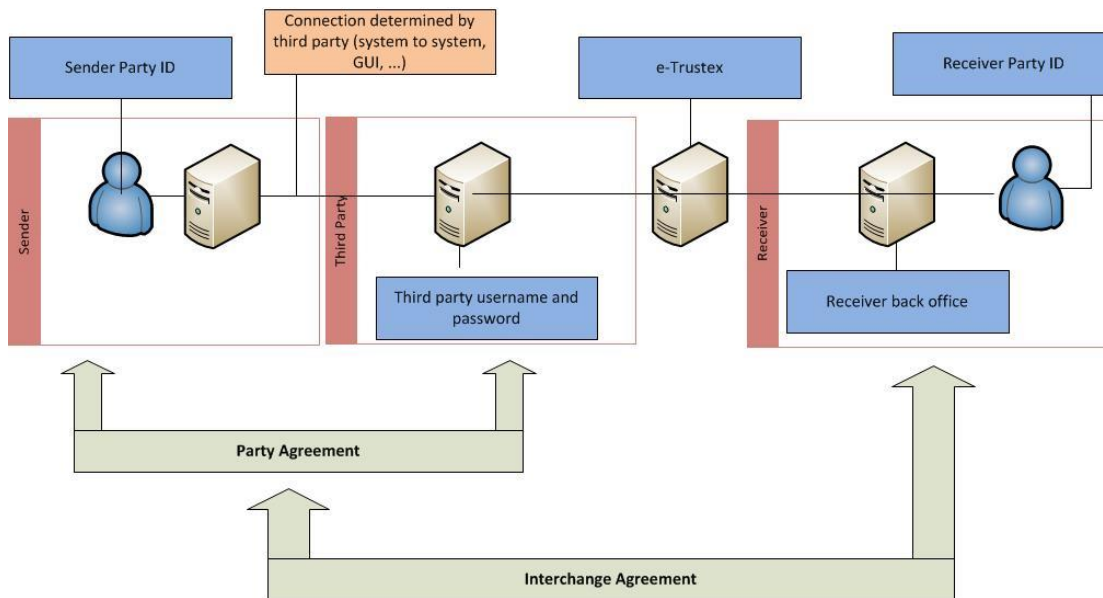 Connection determined by
third party (system to system,
GUI, ...)
Sender Party ID
e-Trustex
Receiver Party ID
Sender
Third Party
Receiver
Third party username and
password
Receiver back office
Party Agreement
Interchange Agreement